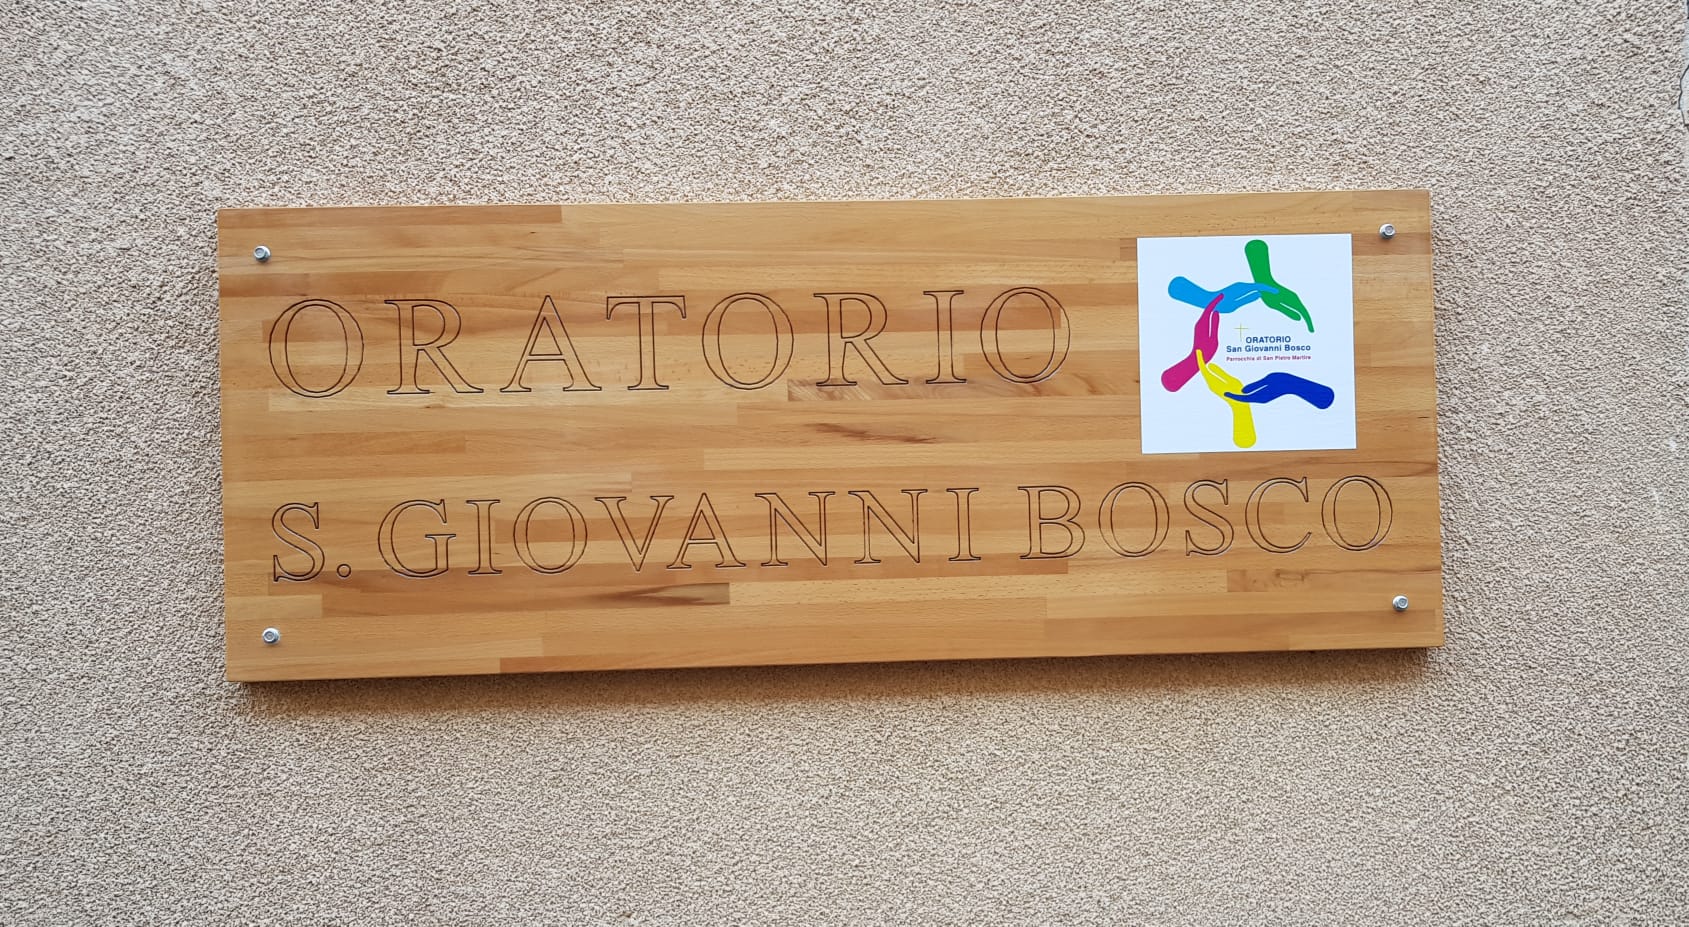 ORATORIO
ORATORIO
San Giovanni Bosco
Parrocchia di San Pietro Martire
S. GIOVANNI BOSCO